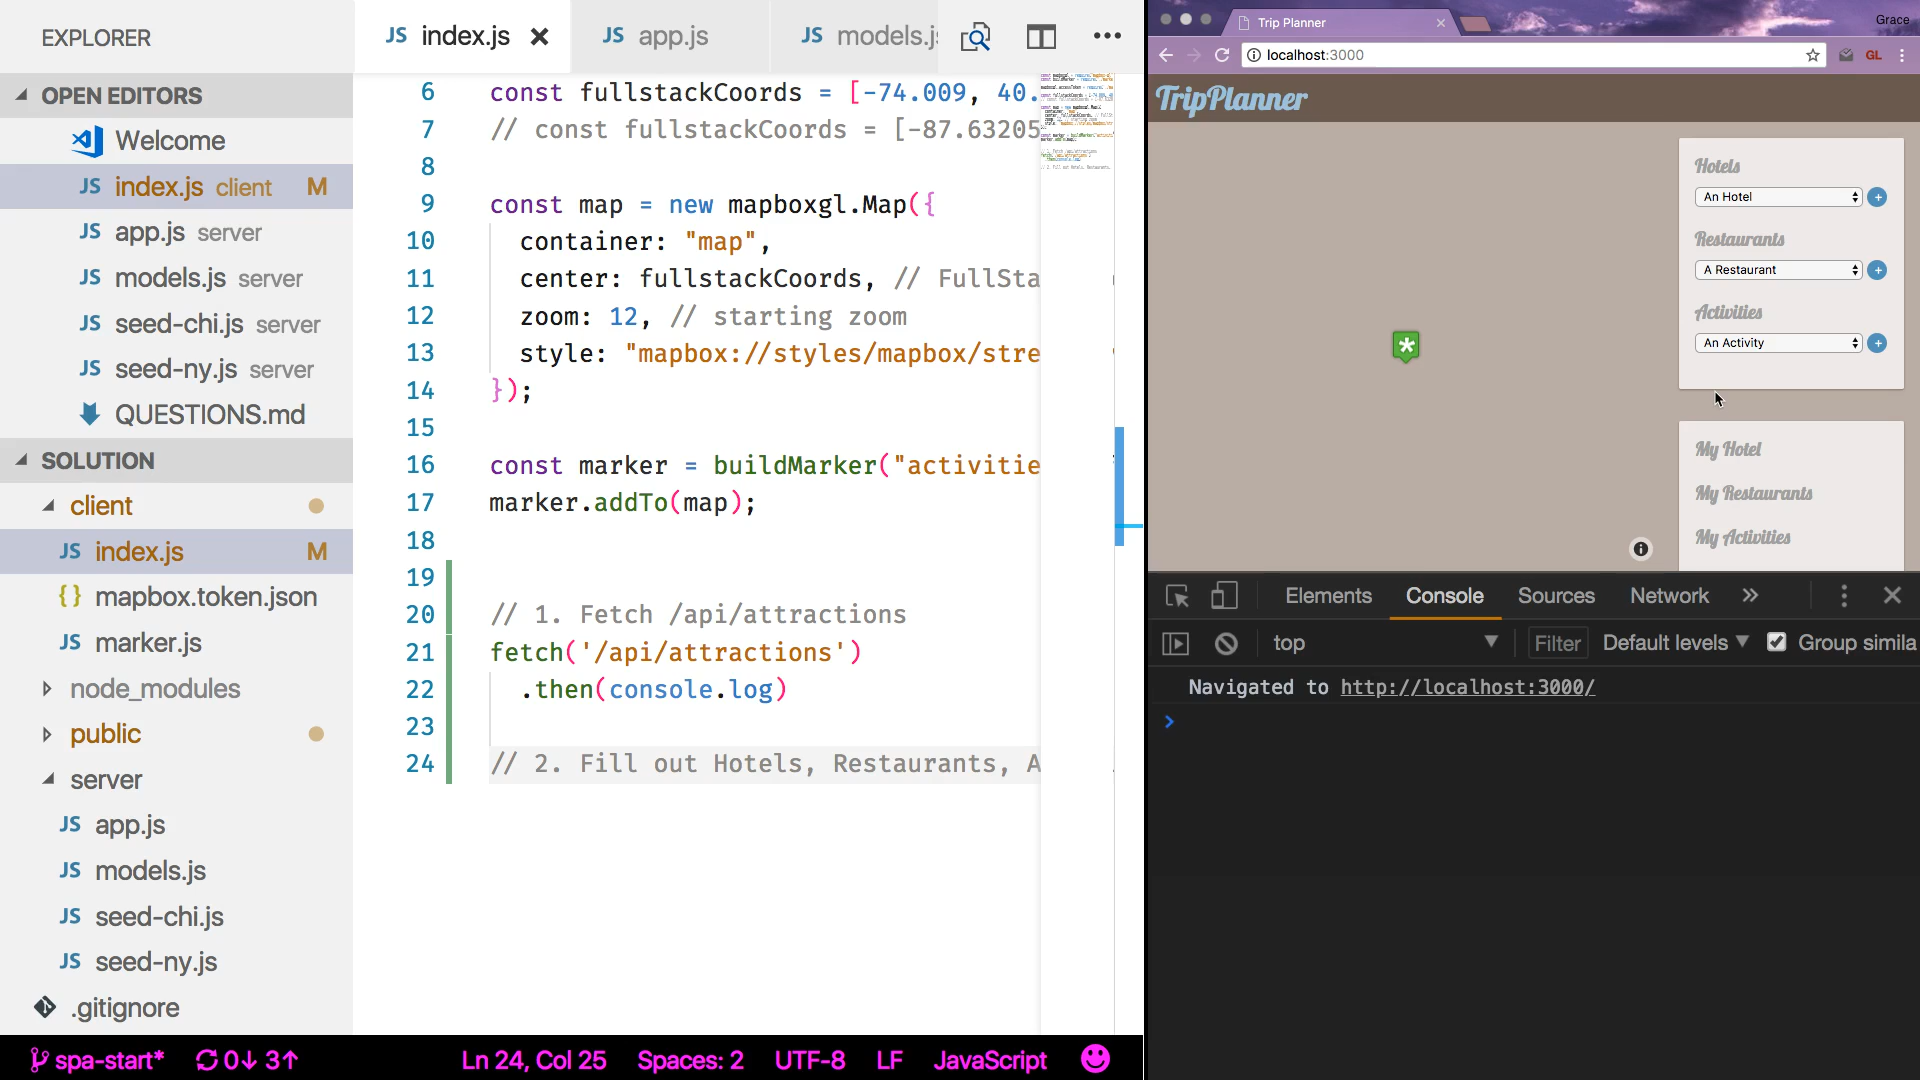 EXPLORER
OPEN EDITORS
Welcome
JS index.js client M
JS app.js server
JS models.js server
JS seed-chi.js server
JS seed-ny.js server
QUESTIONS.md
SOLUTION
client
JS index.js M
{} mapbox.token.json
JS marker.js
node_modules
public
server
JS app.js
JS models.js
JS seed-chi.js
JS seed-ny.js
.gitignore
JS index.js
JS app.js
JS models.js
6 const fullstackCoords = [-74.009, 40.
7 // const fullstackCoords = [-87.63205
8
9 const map = new mapboxgl.Map({
10 container: "map",
11 center: fullstackCoords, // FullSta
12 zoom: 12, // starting zoom
13 style: "mapbox://styles/mapbox/stre
14 });
15
16 const marker = buildMarker("activitie
17 marker.addTo(map);
18
19
20 // 1. Fetch /api/attractions
21 fetch('/api/attractions')
22 .then(console.log)
23
24 // 2. Fill out Hotels, Restaurants, A
spa-start* 0↓ 3↑ Ln 24, Col 25 Spaces: 2 UTF-8 LF JavaScript
Trip Planner
Grace
localhost:3000
GL
TripPlanner
Hotels
An Hotel +
Restaurants
A Restaurant +
Activities
An Activity +
My Hotel
My Restaurants
My Activities
Elements Console Sources Network »
top Filter Default levels Group simila
Navigated to http://localhost:3000/